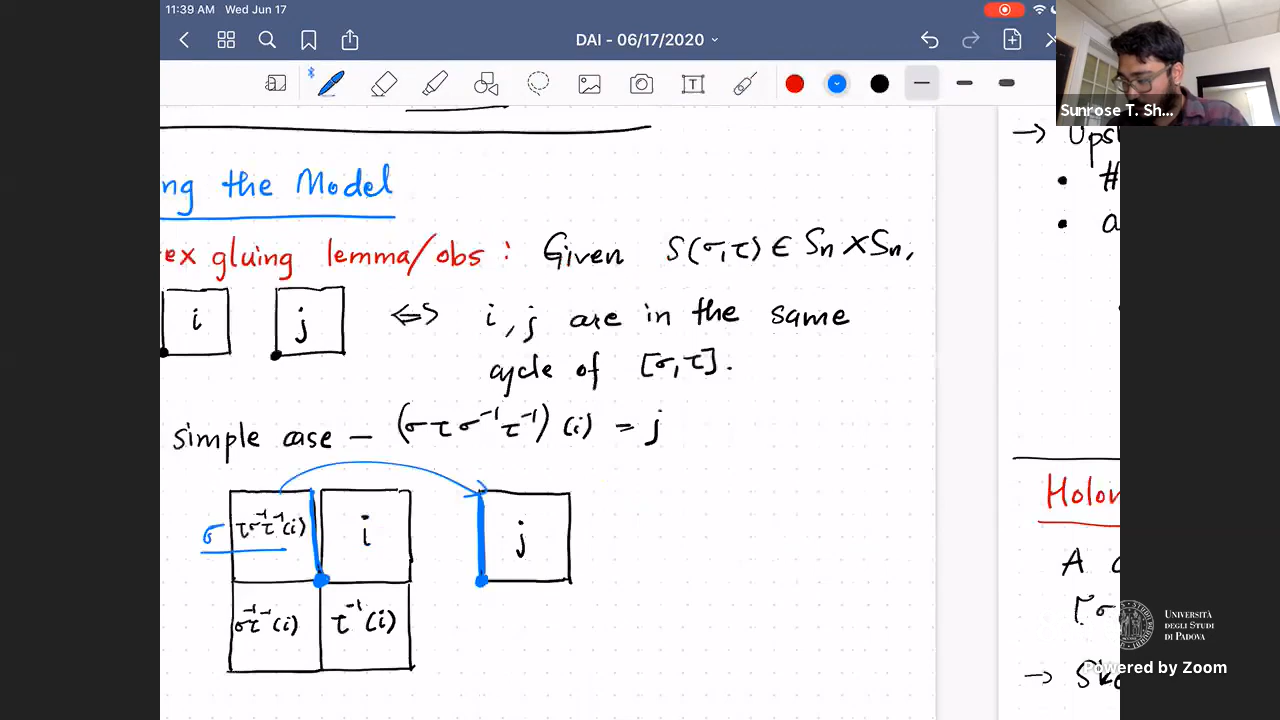 11:39 AM Wed Jun 17
DAI - 06/17/2020
T
Sunrose T. Sh...
ng the Model
ex gluing lemma/obs : Given S(σ,τ) ∈ Sn × Sn,
i j ⇔ i, j are in the same
cycle of [σ,τ].
simple case — (στσ⁻¹τ⁻¹)(i) = j
σ τσ⁻¹τ⁻¹(i) i j
σ⁻¹τ⁻¹(i) τ⁻¹(i)
→ Ups
• #
• a
Holon
A
[σ
→
UNIVERSITÀ
DEGLI STUDI
DI PADOVA
Powered by Zoom